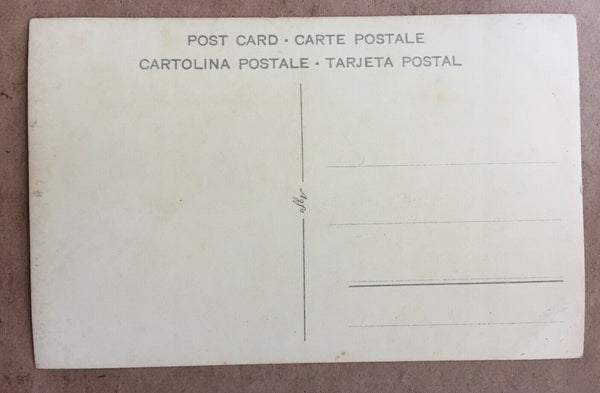 POST CARD · CARTE POSTALE
CARTOLINA POSTALE · TARJETA POSTAL